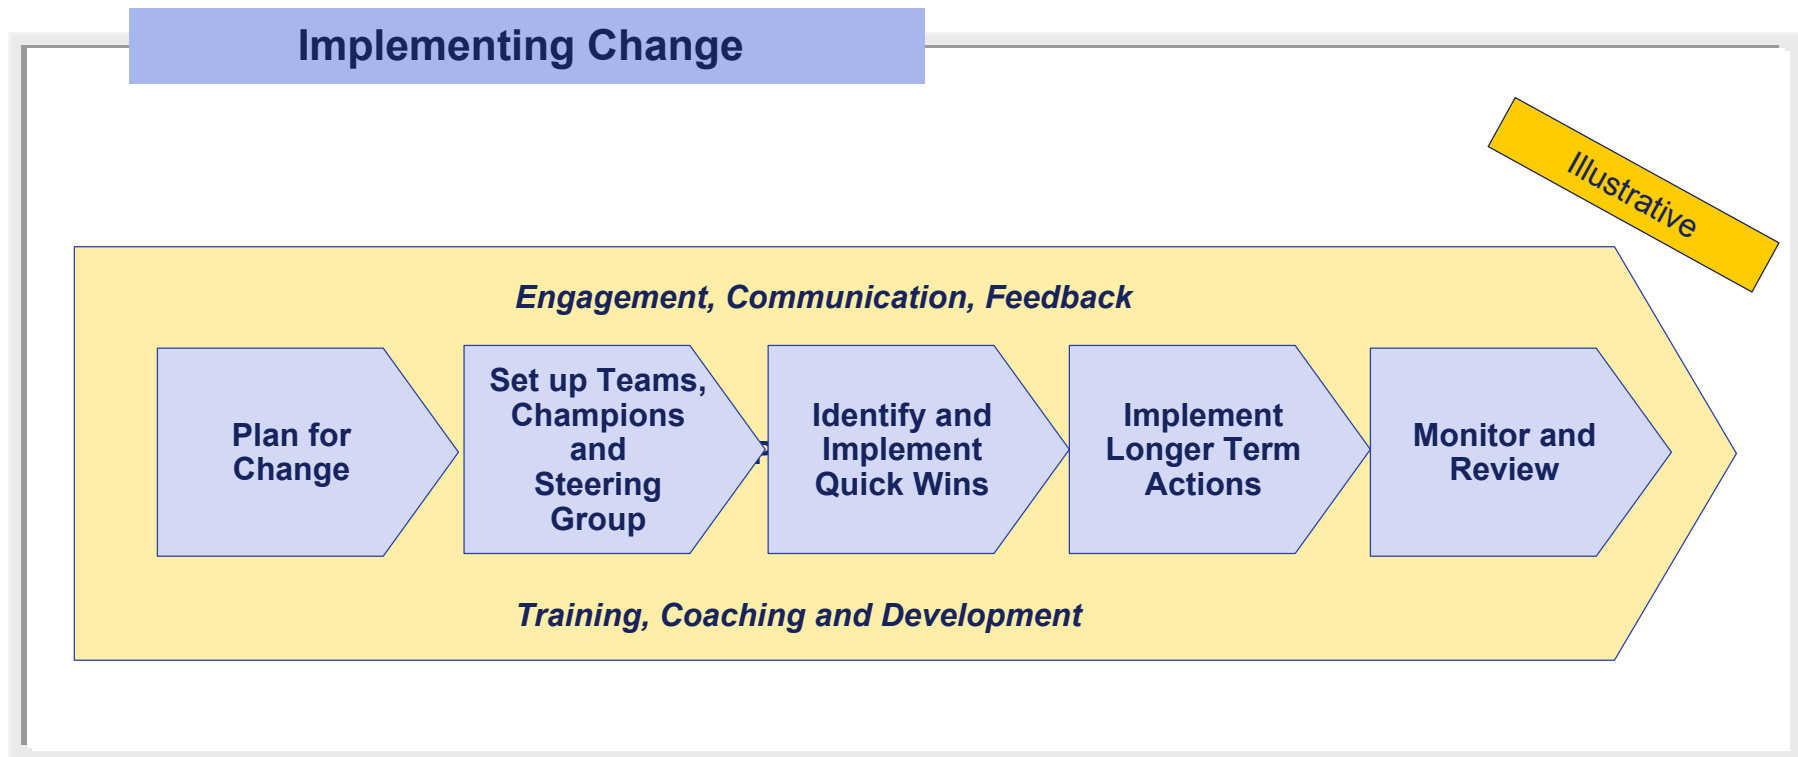 Implementing Change
Illustrative
Engagement, Communication, Feedback
Plan for
Change
Set up Teams,
Champions
and
Steering
Group
Identify and
Implement
Quick Wins
Implement
Longer Term
Actions
Monitor and
Review
Training, Coaching and Development